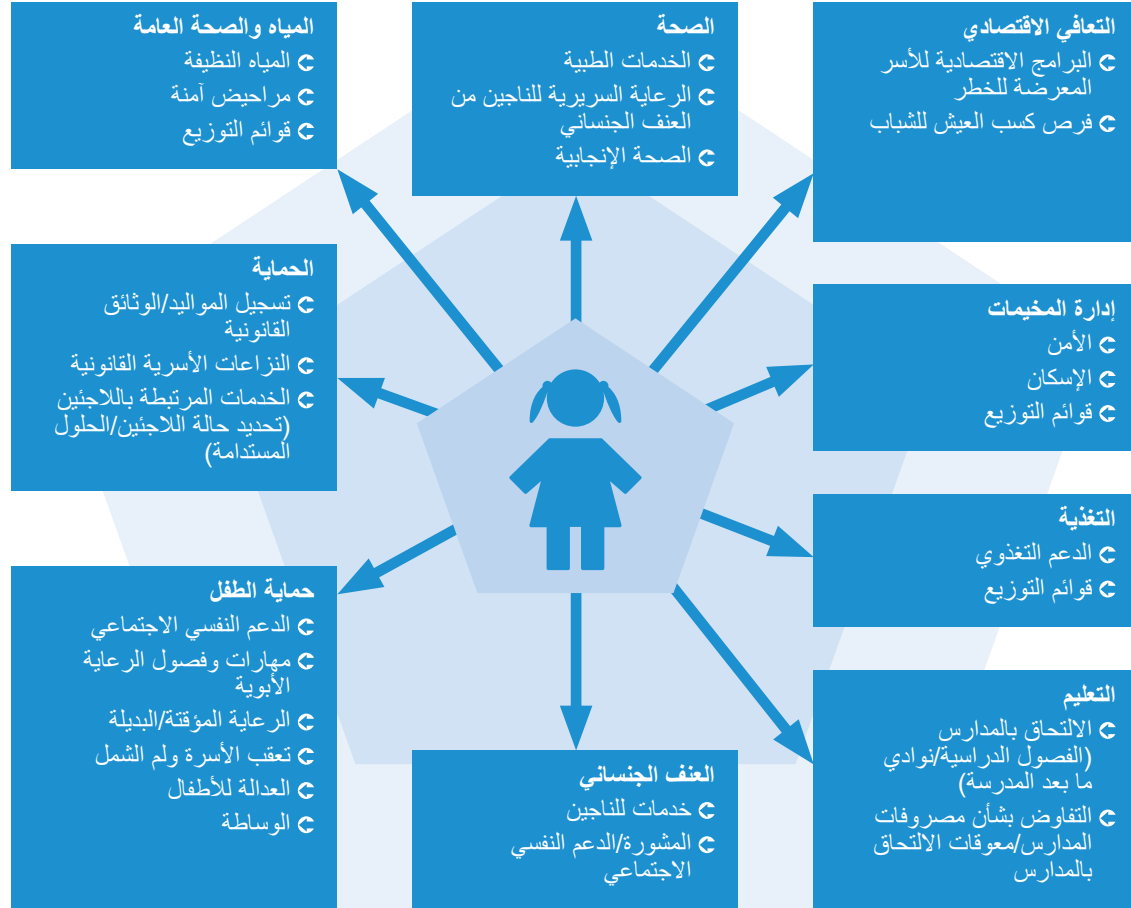 التعافي الاقتصادي
البرامج الاقتصادية للأسر
المعرضة للخطر
فرص كسب العيش للشباب
الصحة
الخدمات الطبية
الرعاية السريرية للناجين من
العنف الجنساني
الصحة الإنجابية
المياه والصحة العامة
المياه النظيفة
مراحيض آمنة
قوائم التوزيع
إدارة المخيمات
الأمن
الإسكان
قوائم التوزيع
الحماية
تسجيل المواليد/الوثائق
القانونية
النزاعات الأسرية القانونية
الخدمات المرتبطة باللاجئين
(تحديد حالة اللاجئين/الحلول
المستدامة)
التغذية
الدعم التغذوي
قوائم التوزيع
حماية الطفل
الدعم النفسي الاجتماعي
مهارات وفصول الرعاية
الأبوية
الرعاية المؤقتة/البديلة
تعقب الأسرة ولم الشمل
العدالة للأطفال
الوساطة
التعليم
الالتحاق بالمدارس
(الفصول الدراسية/نوادي
ما بعد المدرسة)
التفاوض بشأن مصروفات
المدارس/معوقات الالتحاق
بالمدارس
العنف الجنساني
خدمات للناجين
المشورة/الدعم النفسي
الاجتماعي